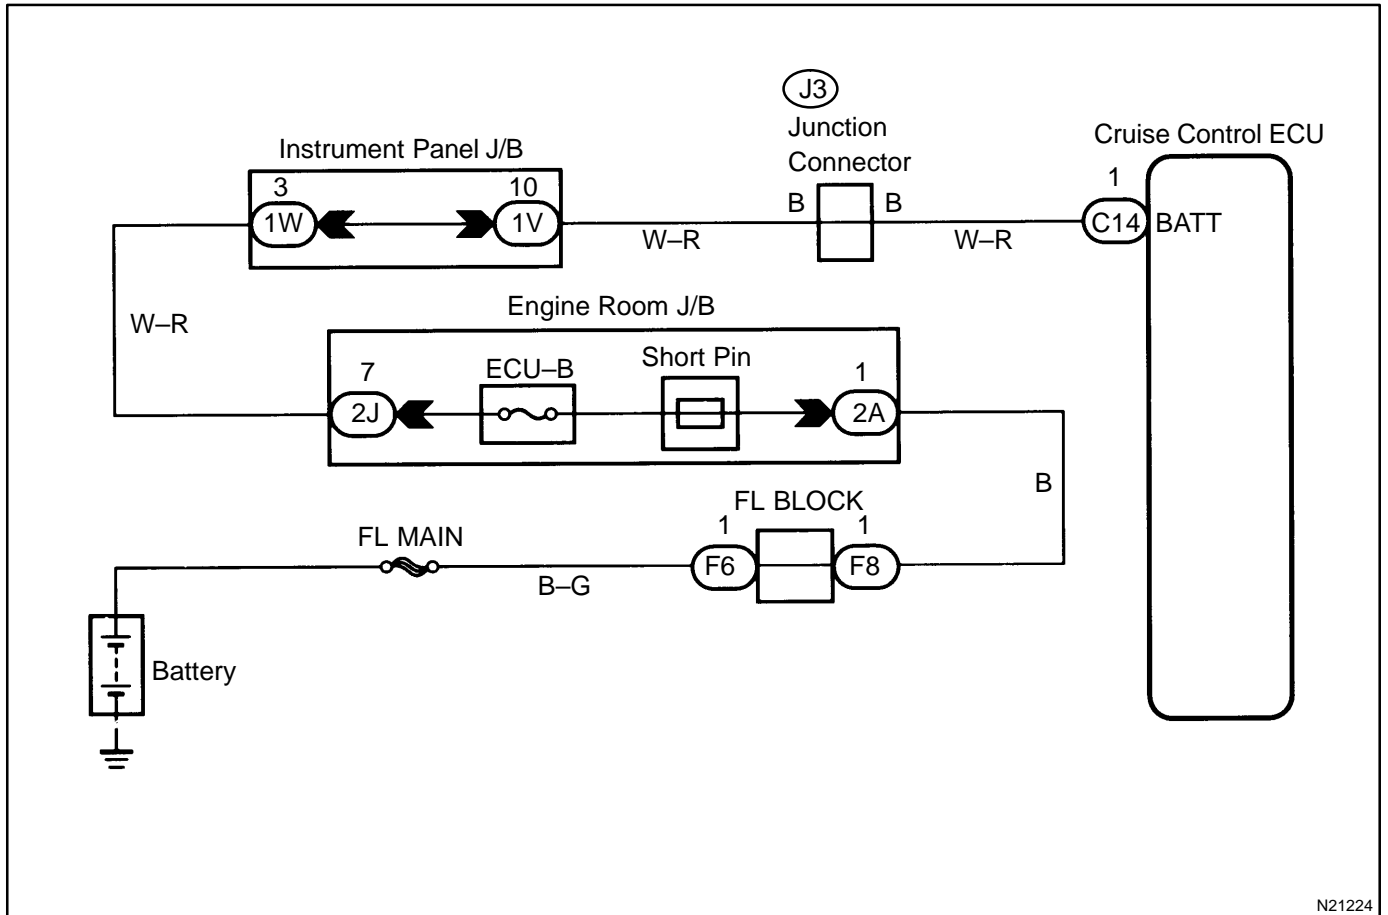 J3
Junction
Connector
Cruise Control ECU
Instrument Panel J/B
3
10
1
B
B
1W
1V
C14
BATT
W–R
W–R
Engine Room J/B
W–R
7
ECU–B
Short Pin
1
2J
2A
B
FL BLOCK
FL MAIN
1
1
F6
F8
B–G
Battery
N21224